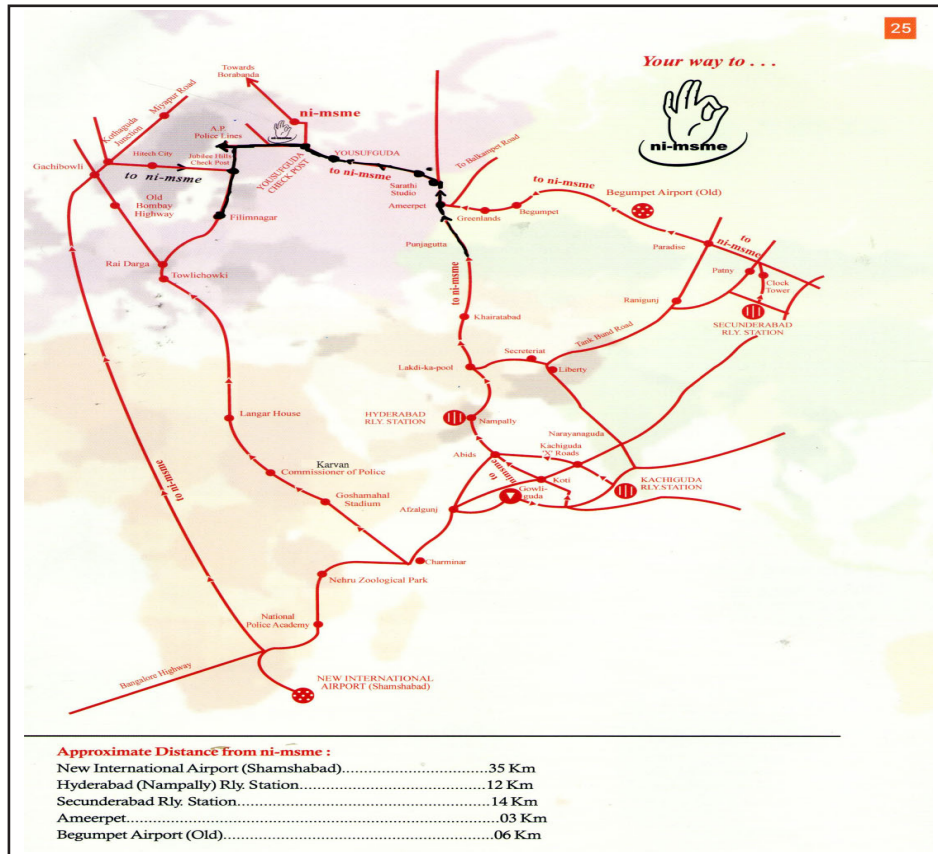 25
Your way to . . .
ni-msme
Towards
Borabanda
ni-msme
Miyapur Road
Kothaguda
Junction
A.P.
Police Lines
Hitech City
Jubilee Hills
Check Post
YOUSUFGUDA
CHECK POST
YOUSUFGUDA
to ni-msme
To Balkampet Road
Gachibowli
to ni-msme
Sarathi
Studio
to ni-msme
Begumpet Airport (Old)
Old
Bombay
Highway
Ameerpet
Greenlands
Begumpet
Filimnagar
Punjagutta
Paradise
to
ni-msme
Rai Darga
Towlichowki
Patny
Clock
Tower
to ni-msme
Ranigunj
Khairatabad
SECUNDERABAD
RLY. STATION
Tank Bund Road
Secreteriat
Lakdi-ka-pool
Liberty
Langar House
HYDERABAD
RLY. STATION
Nampally
Narayanaguda
Kachiguda
'X' Roads
Abids
Karvan
Commissioner of Police
to
nimsme
Koti
KACHIGUDA
RLY.STATION
Gowli-
guda
to ni-msme
Goshamahal
Stadium
Afzalgunj
Charminar
Nehru Zoological Park
National
Police Academy
Bangalore Highway
NEW INTERNATIONAL
AIRPORT (Shamshabad)
Approximate Distance from ni-msme :
New International Airport (Shamshabad)..................................35 Km
Hyderabad (Nampally) Rly. Station...........................................12 Km
Secunderabad Rly. Station........................................................14 Km
Ameerpet..................................................................................03 Km
Begumpet Airport (Old)............................................................06 Km